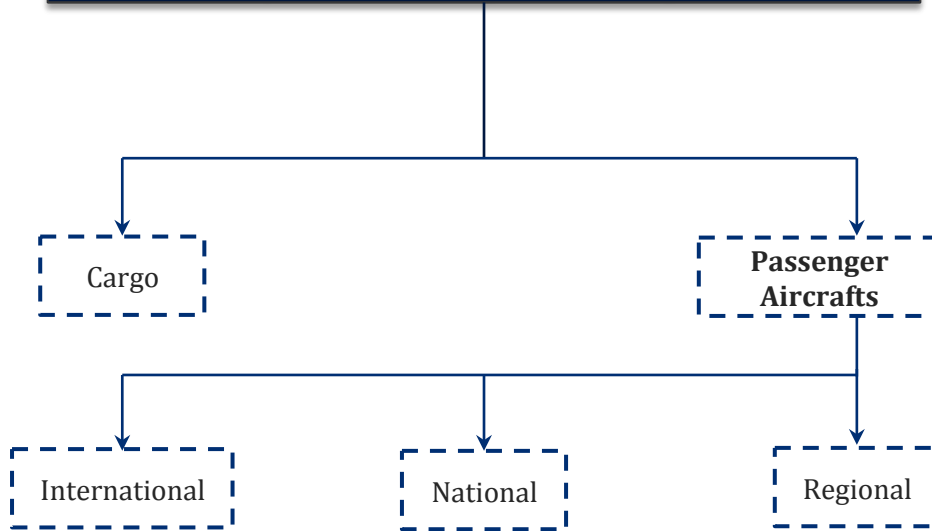 Cargo
Passenger
Aircrafts
International
National
Regional